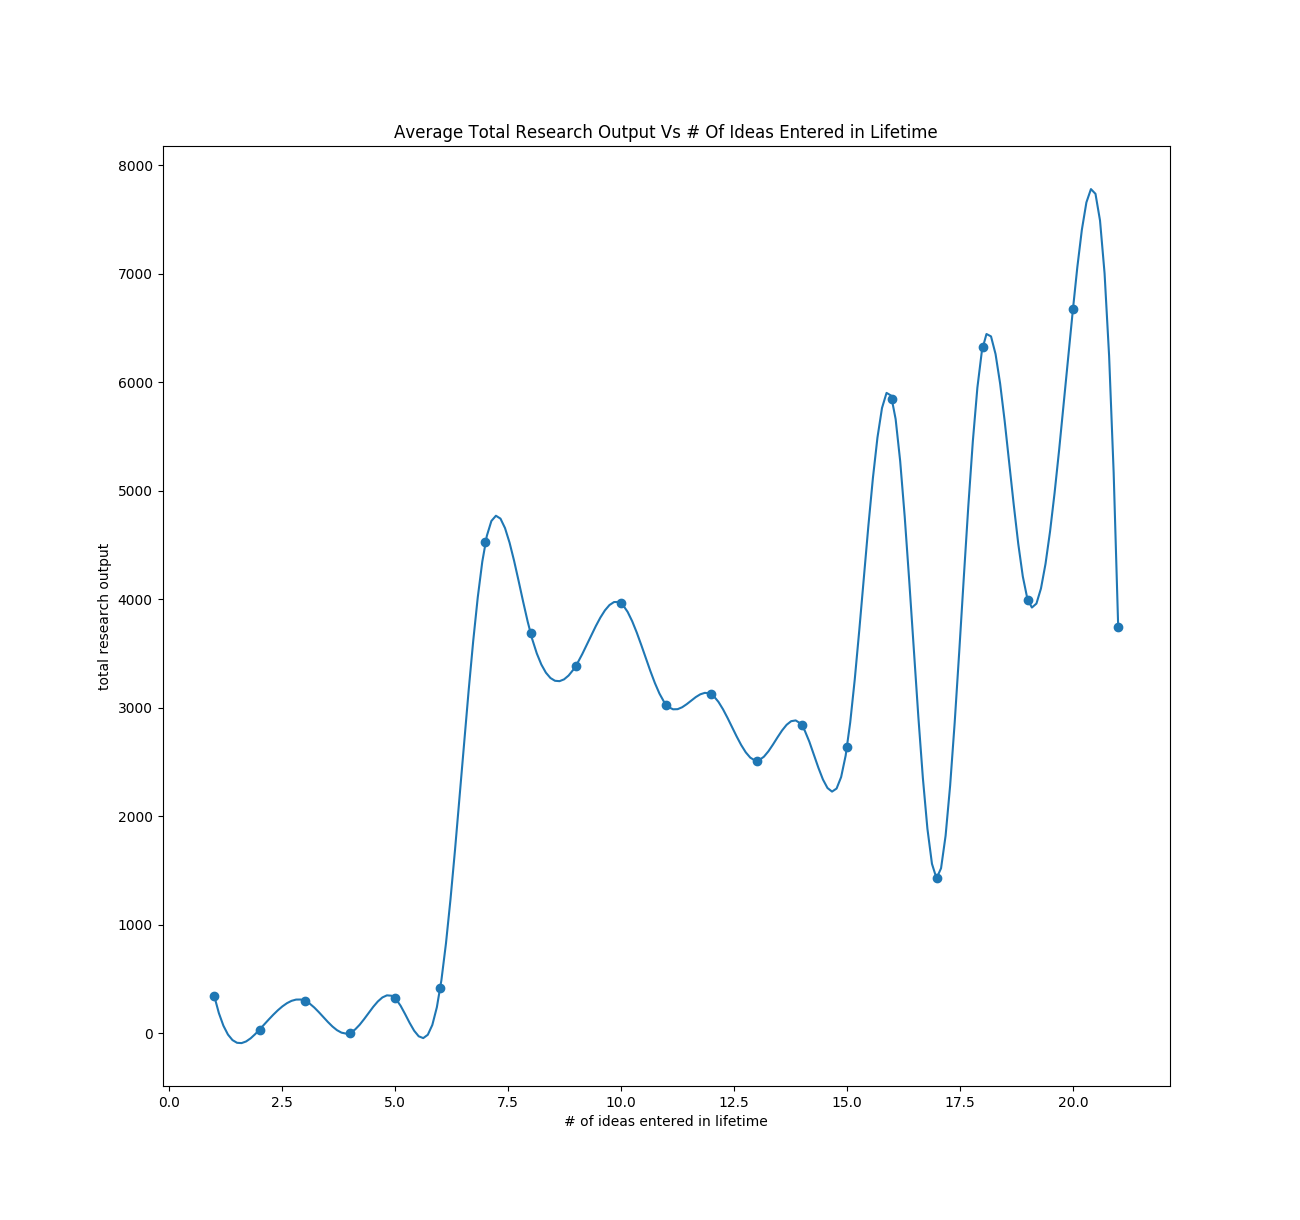 Average Total Research Output Vs # Of Ideas Entered in Lifetime
8000
7000
6000
5000
4000
3000
2000
1000
0
total research output
0.0 2.5 5.0 7.5 10.0 12.5 15.0 17.5 20.0
# of ideas entered in lifetime